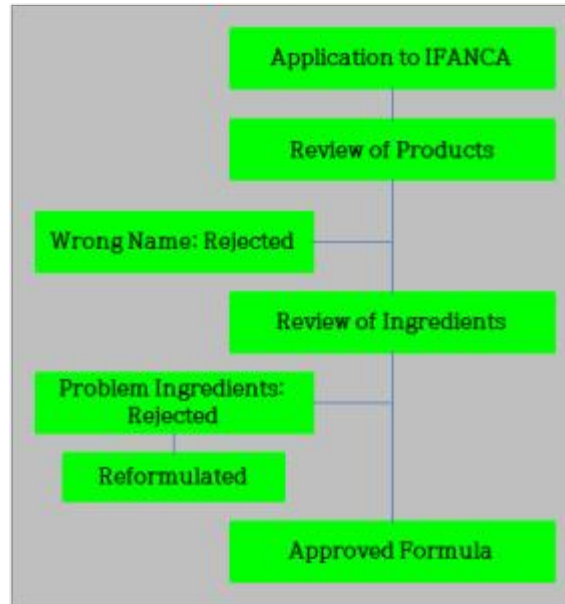 Application to IFANCA
Review of Products
Wrong Name: Rejected
Review of Ingredients
Problem Ingredients:
Rejected
Reformulated
Approved Formula